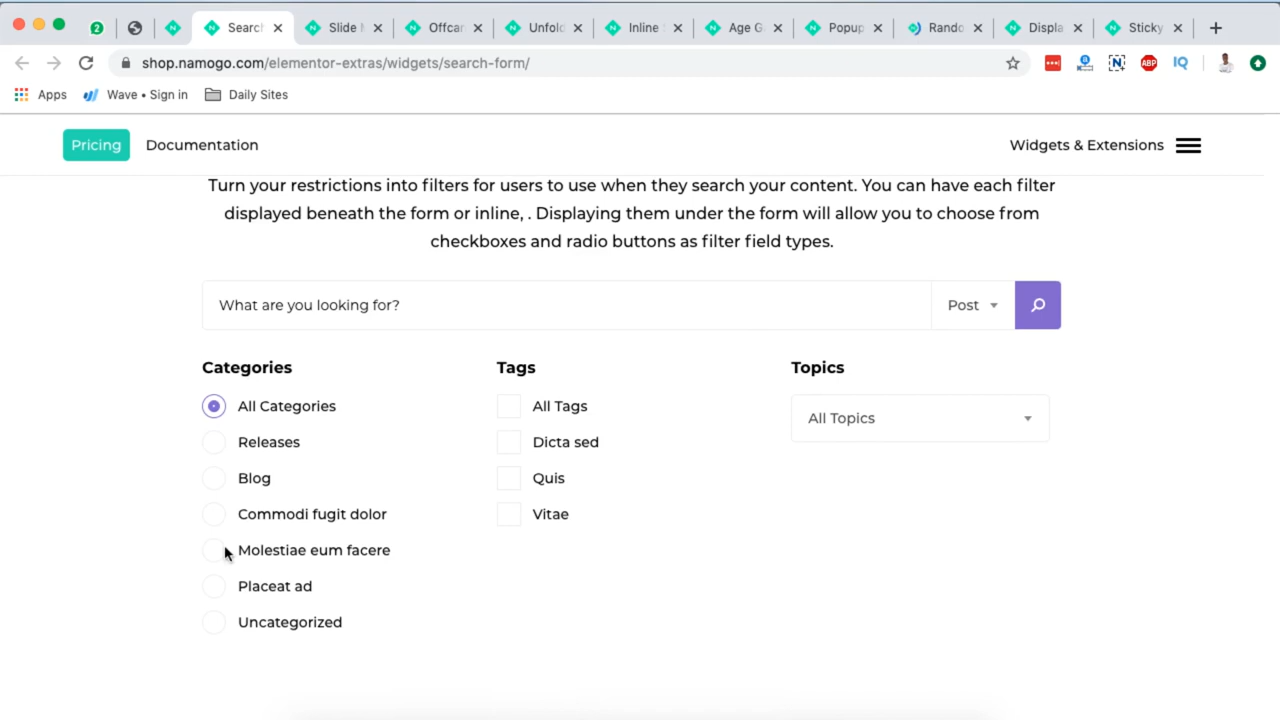 2
Search
Slide M
Offcar
Unfold
Inline S
Age G
Popup
Rando
Displa
Sticky
shop.namogo.com/elementor-extras/widgets/search-form/
ABP
IQ
Apps
Wave • Sign in
Daily Sites
Pricing
Documentation
Widgets & Extensions
Turn your restrictions into filters for users to use when they search your content. You can have each filter
displayed beneath the form or inline, . Displaying them under the form will allow you to choose from
checkboxes and radio buttons as filter field types.
What are you looking for?
Post
Categories
Tags
Topics
All Categories
All Tags
All Topics
Releases
Dicta sed
Blog
Quis
Commodi fugit dolor
Vitae
Molestiae eum facere
Placeat ad
Uncategorized